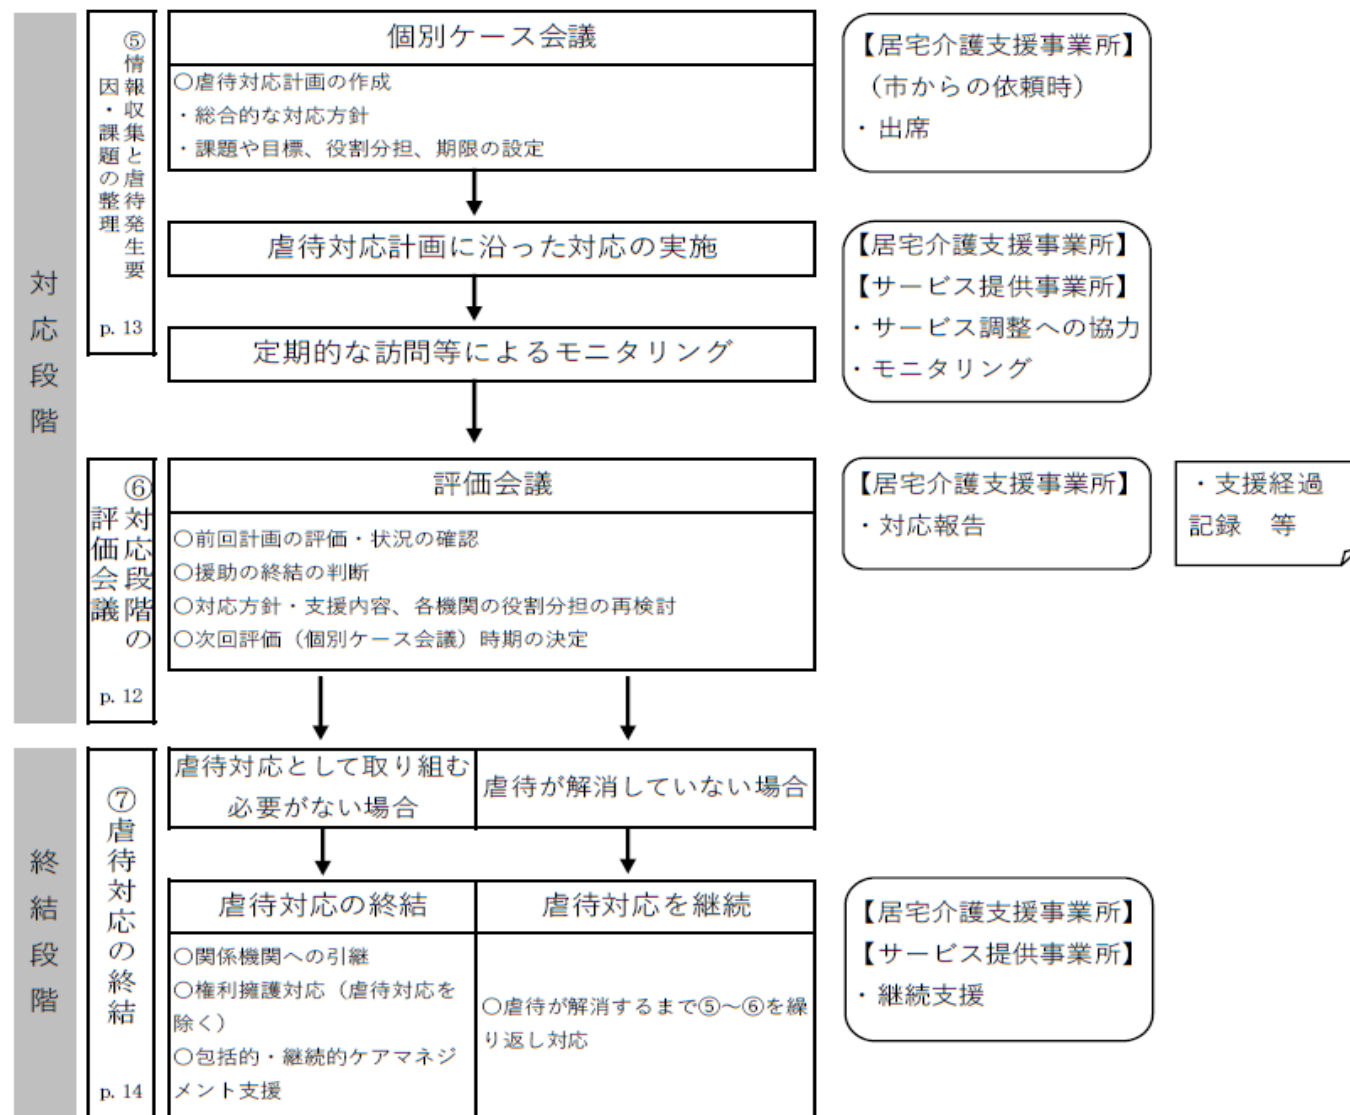 対応段階
⑤情報収集と虐待発生要
因・課題の整理
p. 13
個別ケース会議
○虐待対応計画の作成
・総合的な対応方針
・課題や目標、役割分担、期限の設定
【居宅介護支援事業所】
（市からの依頼時）
・出席
虐待対応計画に沿った対応の実施
定期的な訪問等によるモニタリング
【居宅介護支援事業所】
【サービス提供事業所】
・サービス調整への協力
・モニタリング
⑥対応段階の
評価会議
p. 12
評価会議
○前回計画の評価・状況の確認
○援助の終結の判断
○対応方針・支援内容、各機関の役割分担の再検討
○次回評価（個別ケース会議）時期の決定
【居宅介護支援事業所】
・対応報告
・支援経過
記録　等
終結段階
⑦虐待対応の終結
p. 14
虐待対応として取り組む
必要がない場合
虐待が解消していない場合
虐待対応の終結
○関係機関への引継
○権利擁護対応（虐待対応を
除く）
○包括的・継続的ケアマネジ
メント支援
虐待対応を継続
○虐待が解消するまで⑤～⑥を繰
り返し対応
【居宅介護支援事業所】
【サービス提供事業所】
・継続支援